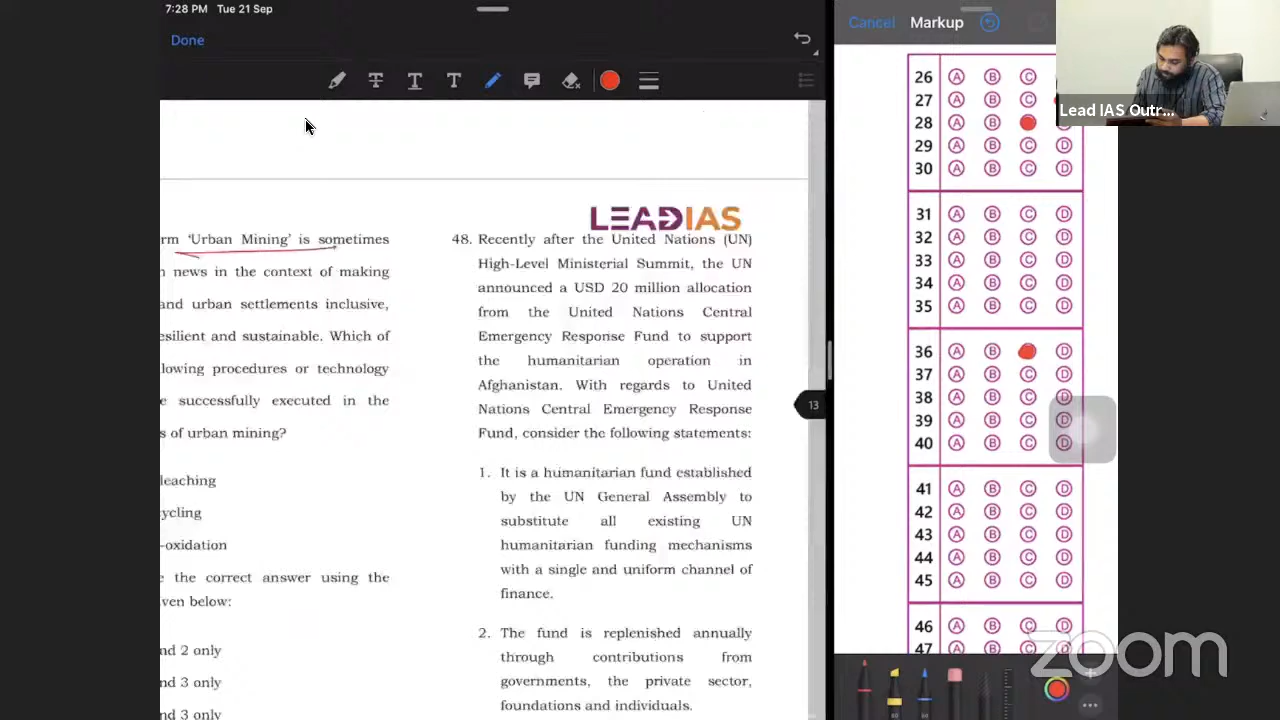 7:28 PM Tue 21 Sep
Done
Cancel
Markup
Lead IAS Outr...
LEADIAS
rm 'Urban Mining' is sometimes
news in the context of making
and urban settlements inclusive,
esilient and sustainable. Which of
lowing procedures or technology
e successfully executed in the
s of urban mining?
leaching
ycling
-oxidation
e the correct answer using the
iven below:
nd 2 only
nd 3 only
nd 3 only
48. Recently after the United Nations (UN)
High-Level Ministerial Summit, the UN
announced a USD 20 million allocation
from the United Nations Central
Emergency Response Fund to support
the humanitarian operation in
Afghanistan. With regards to United
Nations Central Emergency Response
Fund, consider the following statements:
1. It is a humanitarian fund established
by the UN General Assembly to
substitute all existing UN
humanitarian funding mechanisms
with a single and uniform channel of
finance.
2. The fund is replenished annually
through contributions from
governments, the private sector,
foundations and individuals.
13
26 A B C
27 A B C
28 A B
29 A B C D
30 A B C D
31 A B C D
32 A B C D
33 A B C D
34 A B C D
35 A B C D
36 A B D
37 A B C D
38 A B C D
39 A B C D
40 A B C D
41 A B C D
42 A B C D
43 A B C D
44 A B C D
45 A B C D
46 A B C D
47 A B C D
zoom